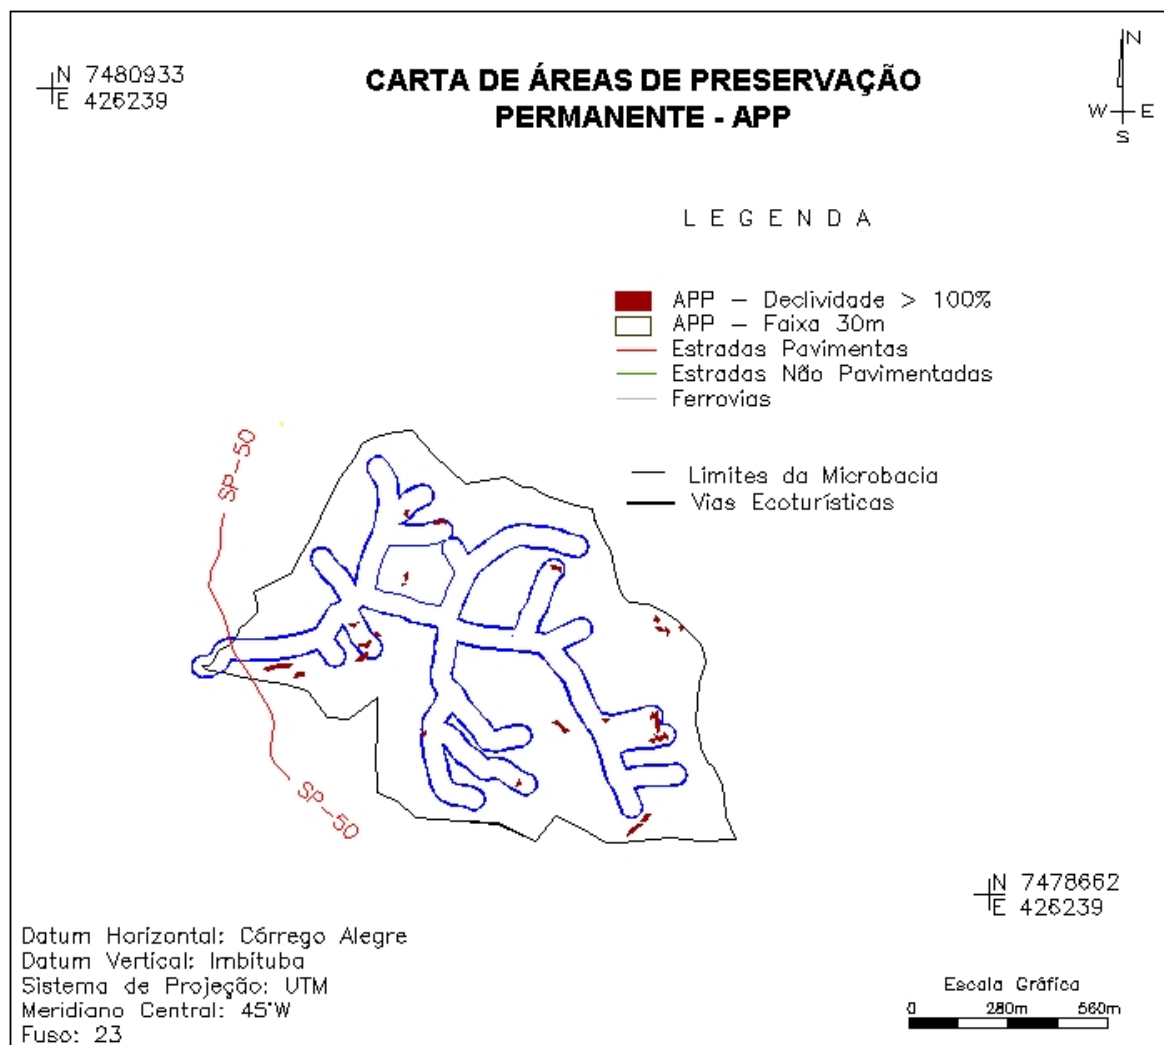 N 7480933
E 426239
CARTA DE ÁREAS DE PRESERVAÇÃO
PERMANENTE - APP
N
W E
S
L E G E N D A
APP - Declividade > 100%
APP - Faixa 30m
Estradas Pavimentas
Estradas Não Pavimentadas
Ferrovias
Limites da Microbacia
Vias Ecoturísticas
SP-50
SP-50
N 7478662
E 426239
Datum Horizontal: Córrego Alegre
Datum Vertical: Imbituba
Sistema de Projeção: UTM
Meridiano Central: 45°W
Fuso: 23
Escala Gráfica
0 280m 560m